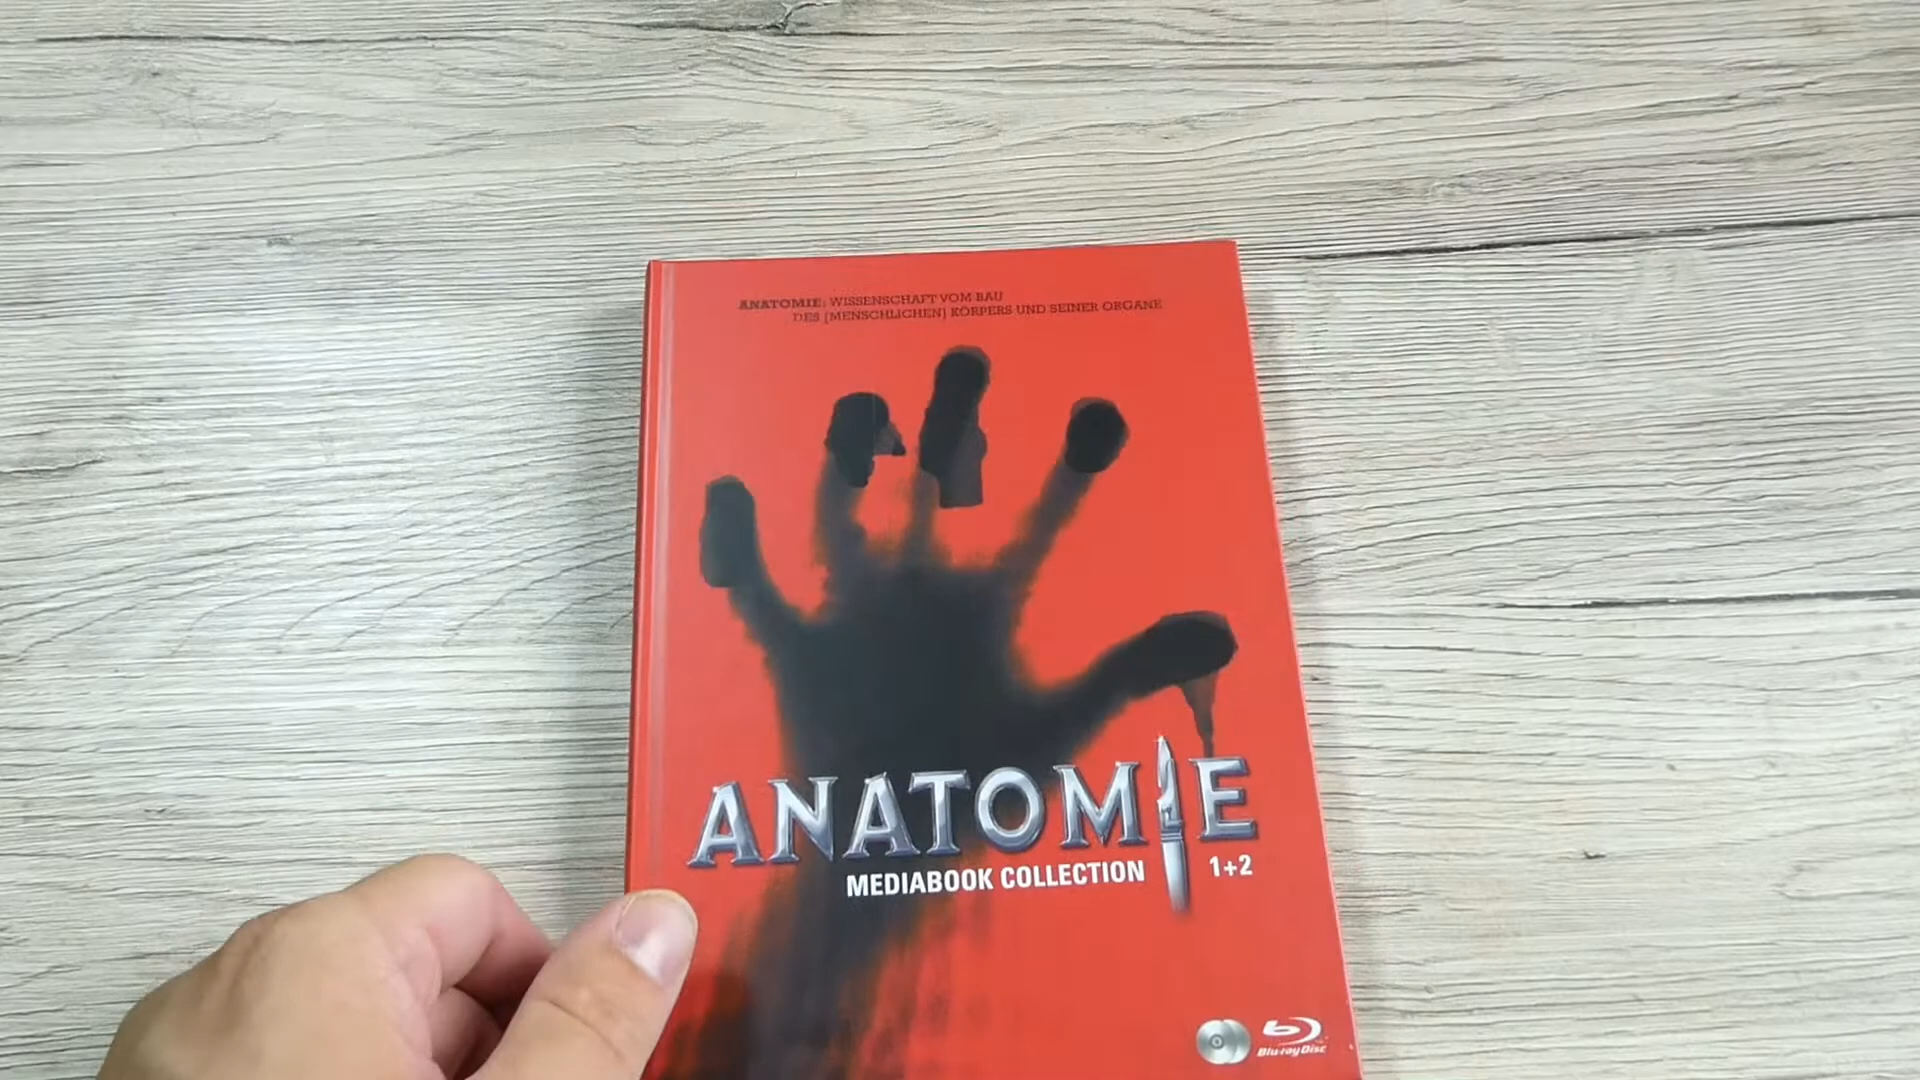 ANATOMIE: WISSENSCHAFT VOM BAU
DES [MENSCHLICHEN] KÖRPERS UND SEINER ORGANE
ANATOMIE
MEDIABOOK COLLECTION 1+2
Blu-ray Disc